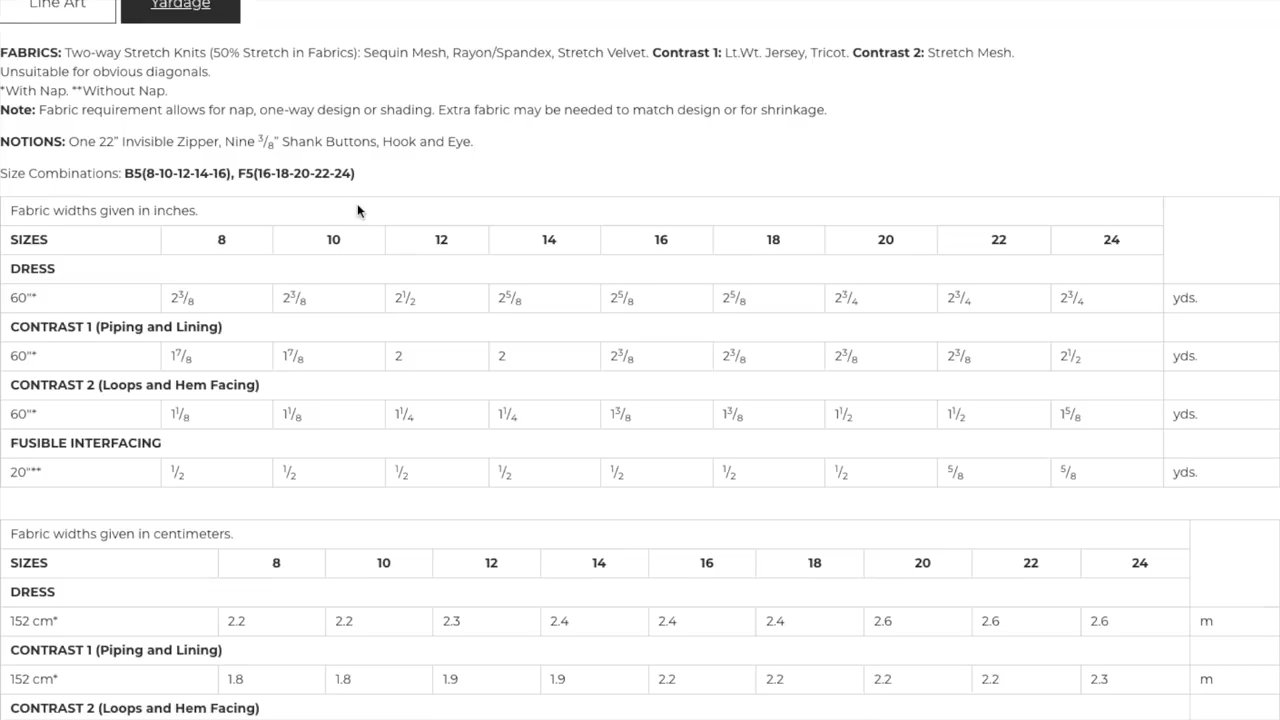 Line Art Yardage
FABRICS: Two-way Stretch Knits (50% Stretch in Fabrics): Sequin Mesh, Rayon/Spandex, Stretch Velvet. Contrast 1: Lt.Wt. Jersey, Tricot. Contrast 2: Stretch Mesh.
Unsuitable for obvious diagonals.
*With Nap. **Without Nap.
Note: Fabric requirement allows for nap, one-way design or shading. Extra fabric may be needed to match design or for shrinkage.
NOTIONS: One 22” Invisible Zipper, Nine 3/8” Shank Buttons, Hook and Eye.
Size Combinations: B5(8-10-12-14-16), F5(16-18-20-22-24)
Fabric widths given in inches.
SIZES 8 10 12 14 16 18 20 22 24
DRESS
60"* 2 3/8 2 3/8 2 1/2 2 5/8 2 5/8 2 5/8 2 3/4 2 3/4 2 3/4 yds.
CONTRAST 1 (Piping and Lining)
60"* 1 7/8 1 7/8 2 2 2 3/8 2 3/8 2 3/8 2 3/8 2 1/2 yds.
CONTRAST 2 (Loops and Hem Facing)
60"* 1 1/8 1 1/8 1 1/4 1 1/4 1 3/8 1 3/8 1 1/2 1 1/2 1 5/8 yds.
FUSIBLE INTERFACING
20"** 1/2 1/2 1/2 1/2 1/2 1/2 1/2 5/8 5/8 yds.
Fabric widths given in centimeters.
SIZES 8 10 12 14 16 18 20 22 24
DRESS
152 cm* 2.2 2.2 2.3 2.4 2.4 2.4 2.6 2.6 2.6 m
CONTRAST 1 (Piping and Lining)
152 cm* 1.8 1.8 1.9 1.9 2.2 2.2 2.2 2.2 2.3 m
CONTRAST 2 (Loops and Hem Facing)